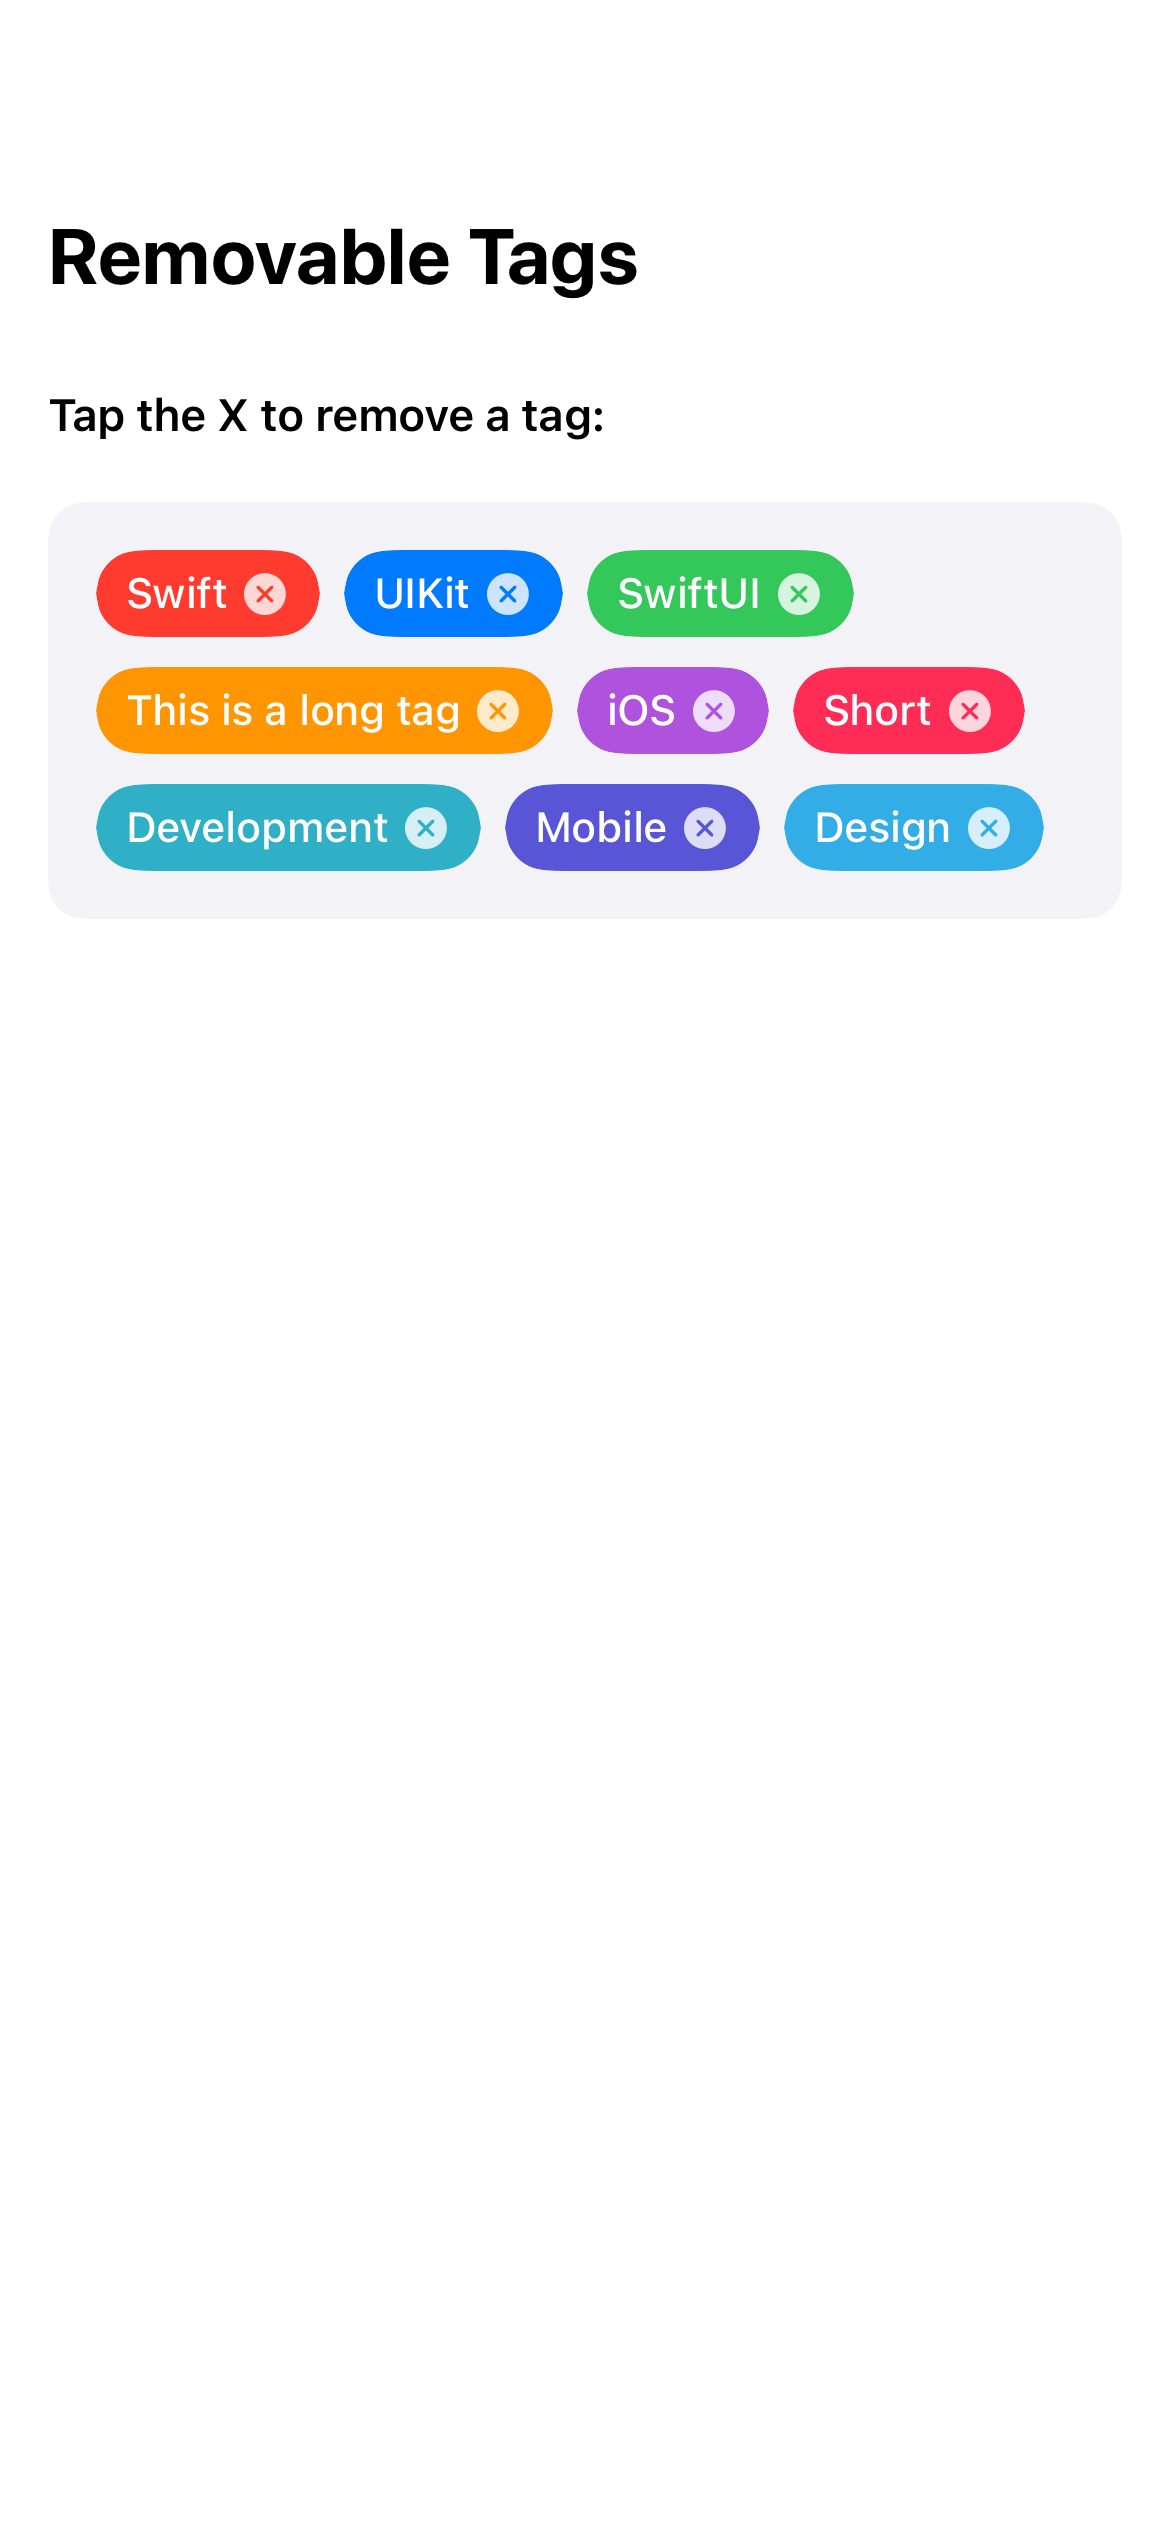 Removable Tags
Tap the X to remove a tag:
Swift UIKit SwiftUI
This is a long tag iOS Short
Development Mobile Design